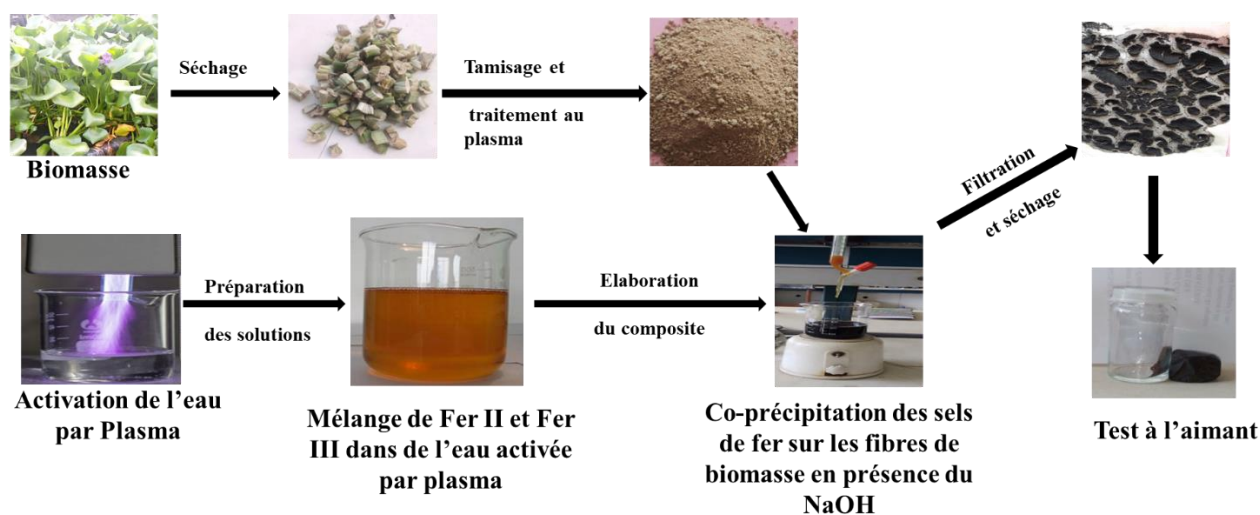 Séchage
Tamisage et
traitement au
plasma
Biomasse
Filtration
et séchage
Préparation
des solutions
Elaboration
du composite
Activation de l'eau
par Plasma
Mélange de Fer II et Fer
III dans de l'eau activée
par plasma
Co-précipitation des sels
de fer sur les fibres de
biomasse en présence du
NaOH
Test à l'aimant